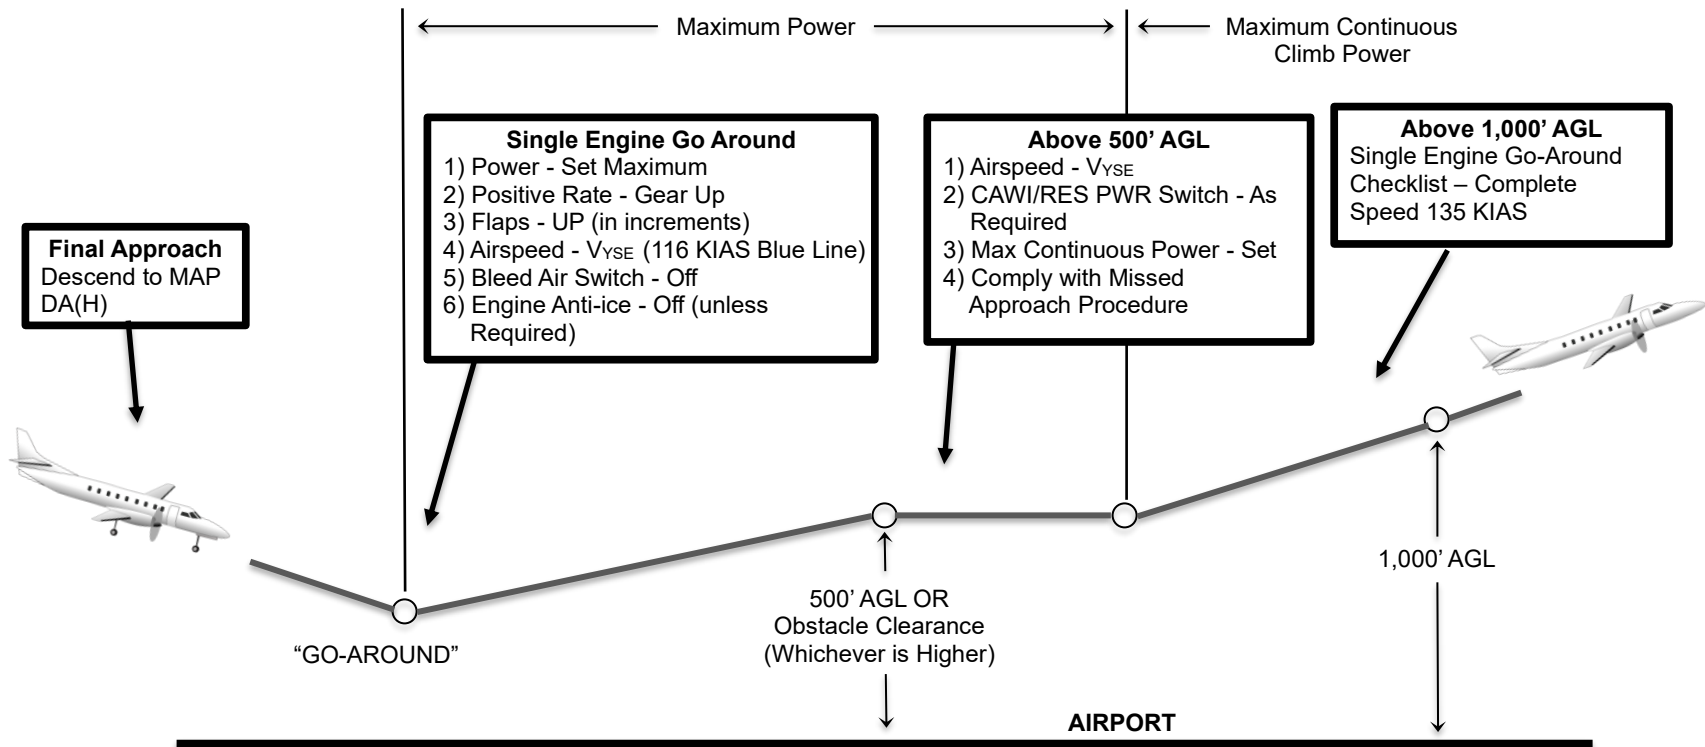 Maximum Power
Maximum Continuous
Climb Power
Final Approach
Descend to MAP
DA(H)
Single Engine Go Around
1) Power - Set Maximum
2) Positive Rate - Gear Up
3) Flaps - UP (in increments)
4) Airspeed - VYSE (116 KIAS Blue Line)
5) Bleed Air Switch - Off
6) Engine Anti-ice - Off (unless
Required)
Above 500’ AGL
1) Airspeed - VYSE
2) CAWI/RES PWR Switch - As
Required
3) Max Continuous Power - Set
4) Comply with Missed
Approach Procedure
Above 1,000’ AGL
Single Engine Go-Around
Checklist – Complete
Speed 135 KIAS
“GO-AROUND”
500’ AGL OR
Obstacle Clearance
(Whichever is Higher)
1,000’ AGL
AIRPORT